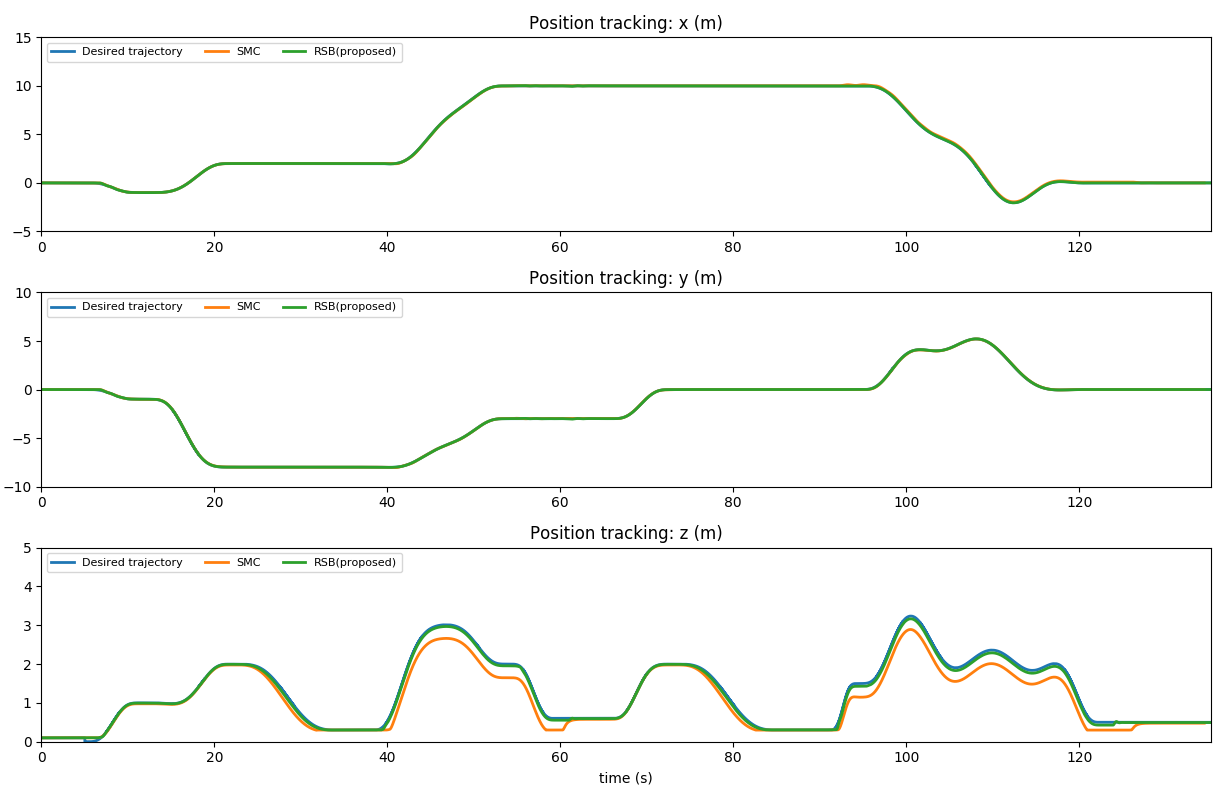 Position tracking: x (m)
15
Desired trajectory SMC RSB(proposed)
10
5
0
−5
0 20 40 60 80 100 120
Position tracking: y (m)
10
Desired trajectory SMC RSB(proposed)
5
0
−5
−10
0 20 40 60 80 100 120
Position tracking: z (m)
5
Desired trajectory SMC RSB(proposed)
4
3
2
1
0
0 20 40 60 80 100 120
time (s)